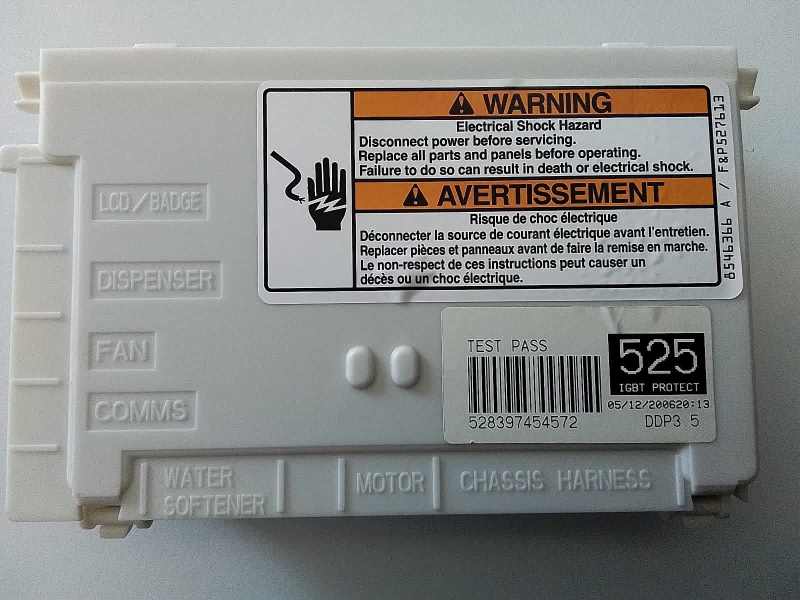 WARNING
Electrical Shock Hazard
Disconnect power before servicing.
Replace all parts and panels before operating.
Failure to do so can result in death or electrical shock.
AVERTISSEMENT
Risque de choc électrique
Déconnecter la source de courant électrique avant l'entretien.
Replacer pièces et panneaux avant de faire la remise en marche.
Le non-respect de ces instructions peut causer un
décès ou un choc électrique.
8546366 A / F&P527613
LCD/BADGE
DISPENSER
FAN
COMMS
TEST PASS
528397454572
525
IGBT PROTECT
05/12/200620:13
DDP3 5
WATER
SOFTENER
MOTOR
CHASSIS HARNESS